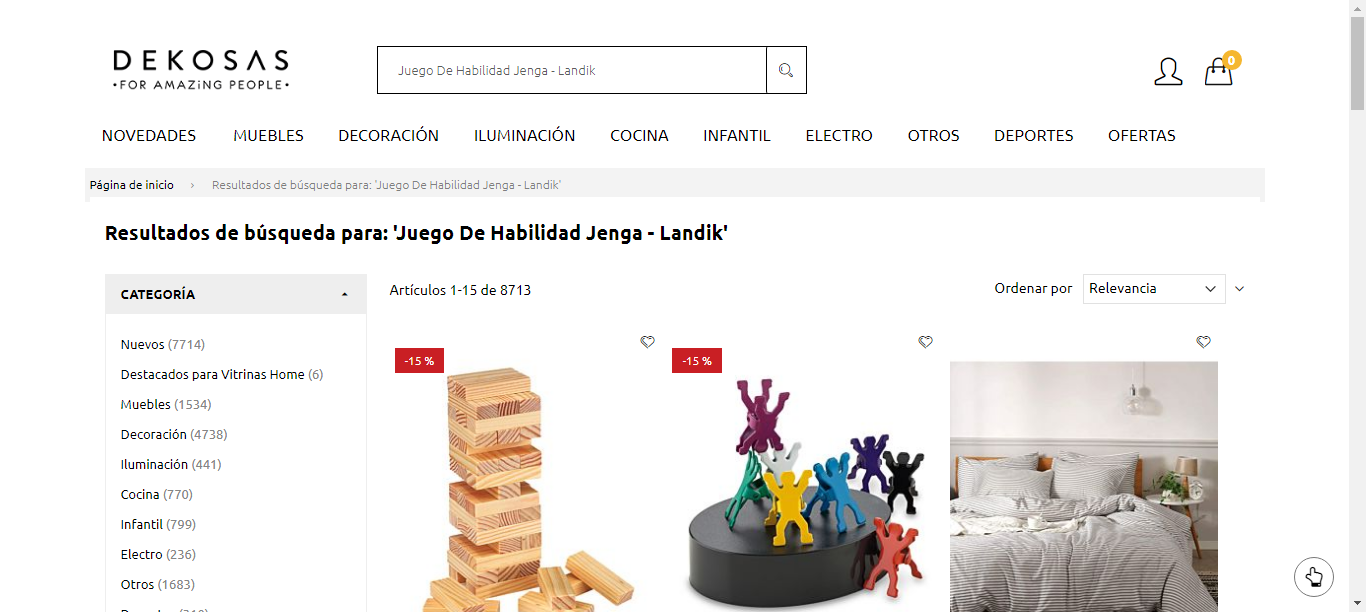 DEKOSAS
•FOR AMAZiNG PEOPLE•
Juego De Habilidad Jenga - Landik
0
NOVEDADES MUEBLES DECORACIÓN ILUMINACIÓN COCINA INFANTIL ELECTRO OTROS DEPORTES OFERTAS
Página de inicio › Resultados de búsqueda para: 'Juego De Habilidad Jenga - Landik'
Resultados de búsqueda para: 'Juego De Habilidad Jenga - Landik'
CATEGORÍA
Artículos 1-15 de 8713
Ordenar por Relevancia
Nuevos (7714)
Destacados para Vitrinas Home (6)
Muebles (1534)
Decoración (4738)
Iluminación (441)
Cocina (770)
Infantil (799)
Electro (236)
Otros (1683)
-15 %
-15 %